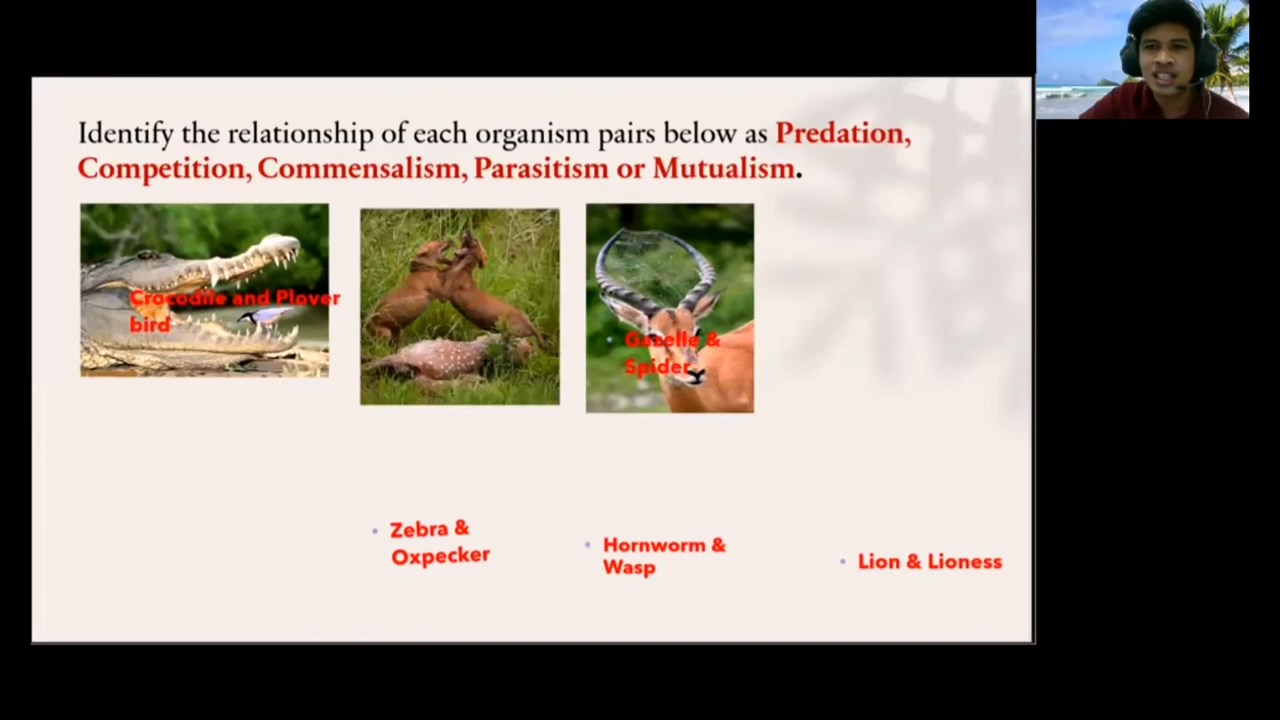 Identify the relationship of each organism pairs below as Predation,
Competition, Commensalism, Parasitism or Mutualism.
Crocodile and Plover
bird
• Gazelle &
Spider
• Zebra &
Oxpecker
• Hornworm &
Wasp
• Lion & Lioness